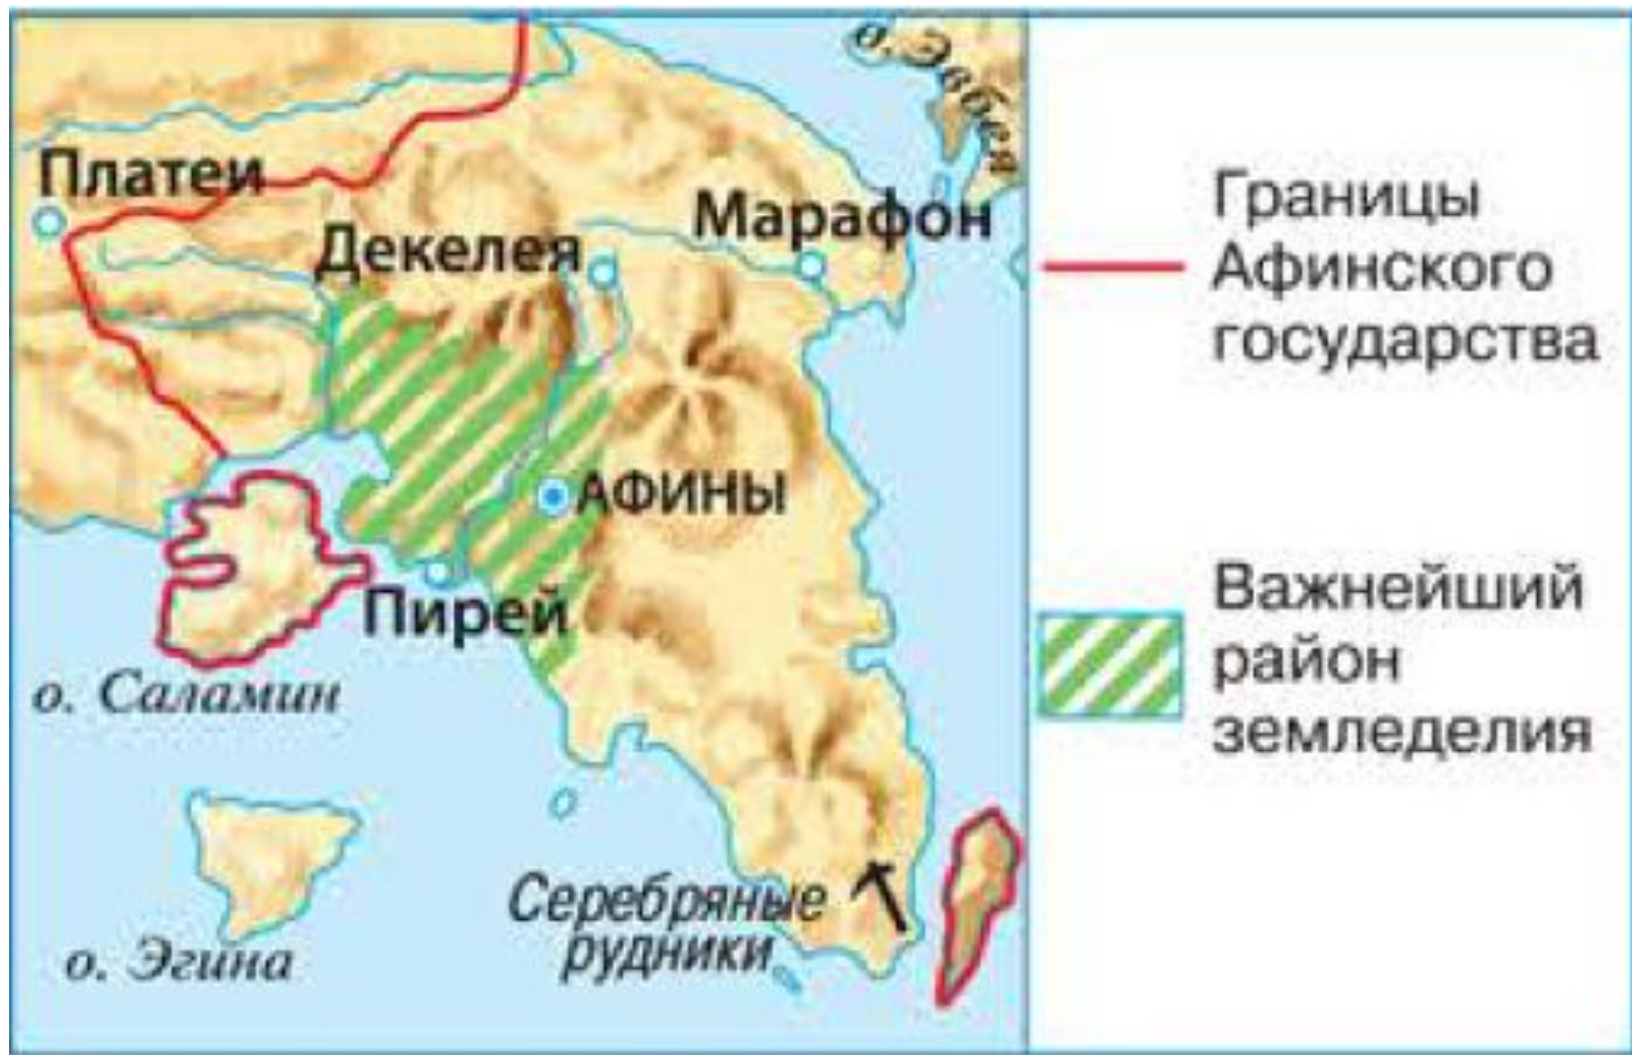 о. Эвбея
Платеи
Марафон
Декелея
АФИНЫ
Пирей
о. Саламин
Серебряные
рудники
о. Эгина
Границы
Афинского
государства
Важнейший
район
земледелия